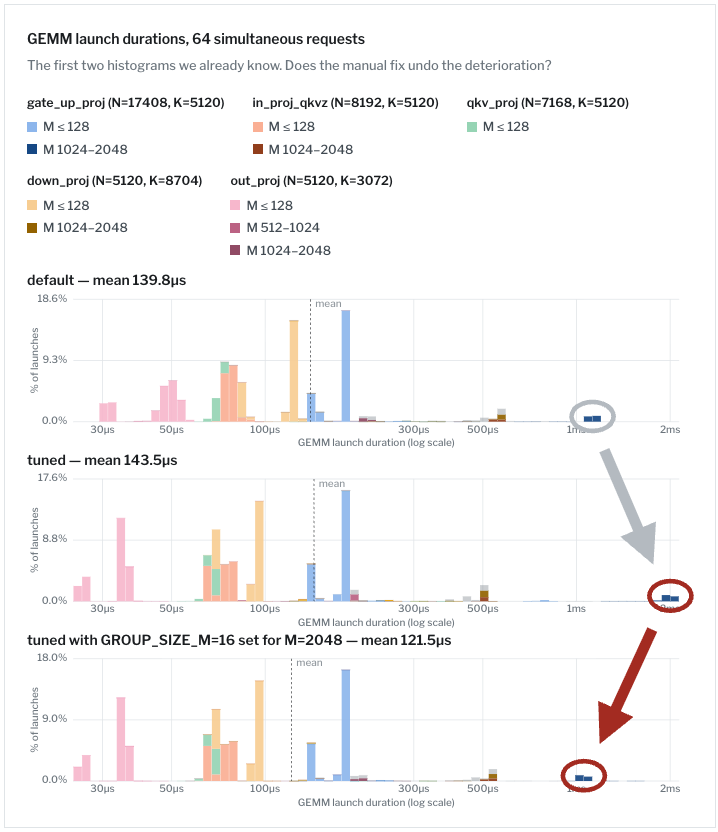 GEMM launch durations, 64 simultaneous requests
The first two histograms we already know. Does the manual fix undo the deterioration?
gate_up_proj (N=17408, K=5120) in_proj_qkvz (N=8192, K=5120) qkv_proj (N=7168, K=5120)
M ≤ 128 M ≤ 128 M ≤ 128
M 1024–2048 M 1024–2048
down_proj (N=5120, K=8704) out_proj (N=5120, K=3072)
M ≤ 128 M ≤ 128
M 1024–2048 M 512–1024
M 1024–2048
default — mean 139.8μs
18.6%
mean
9.3%
% of launches
0.0%
30μs 50μs 100μs 300μs 500μs 1ms 2ms
GEMM launch duration (log scale)
tuned — mean 143.5μs
17.6%
mean
8.8%
% of launches
0.0%
30μs 50μs 100μs 300μs 500μs 1ms 2ms
GEMM launch duration (log scale)
tuned with GROUP_SIZE_M=16 set for M=2048 — mean 121.5μs
18.0%
mean
9.0%
% of launches
0.0%
30μs 50μs 100μs 300μs 500μs 1ms 2ms
GEMM launch duration (log scale)